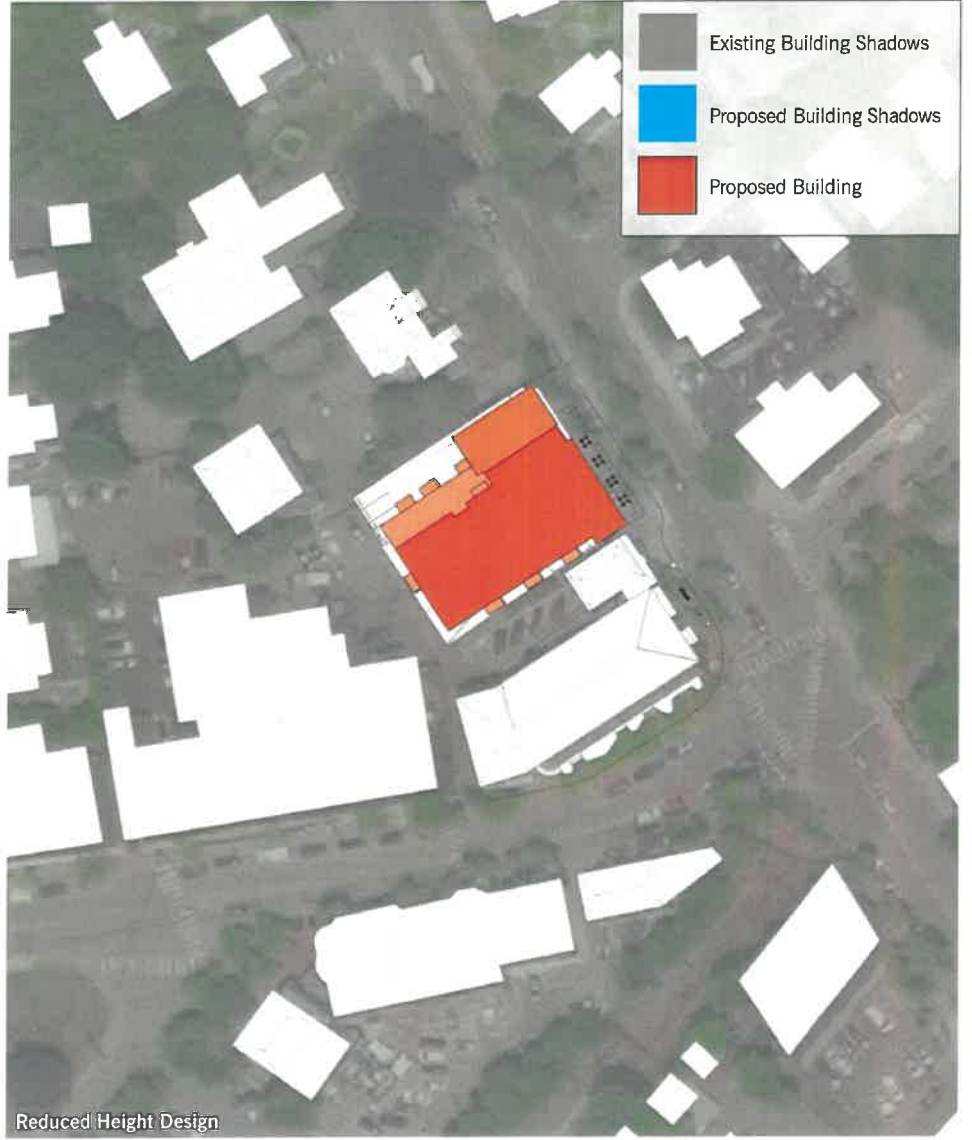 Existing Building Shadows
Proposed Building Shadows
Proposed Building
Reduced Height Design